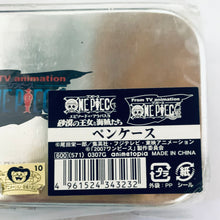 TV animation
From TV animation
ONE PIECE
ONE PIECE
エピソード オブ アラバスタ
砂漠の王女と海賊たち
ペンケース
©尾田栄一郎/集英社・フジテレビ・東映アニメーション
©「2007ワンピース」製作委員会
600 (571) 0307G animetopia MADE IN CHINA
10
4 961524 343232
外袋:PP シール
紙
プラ